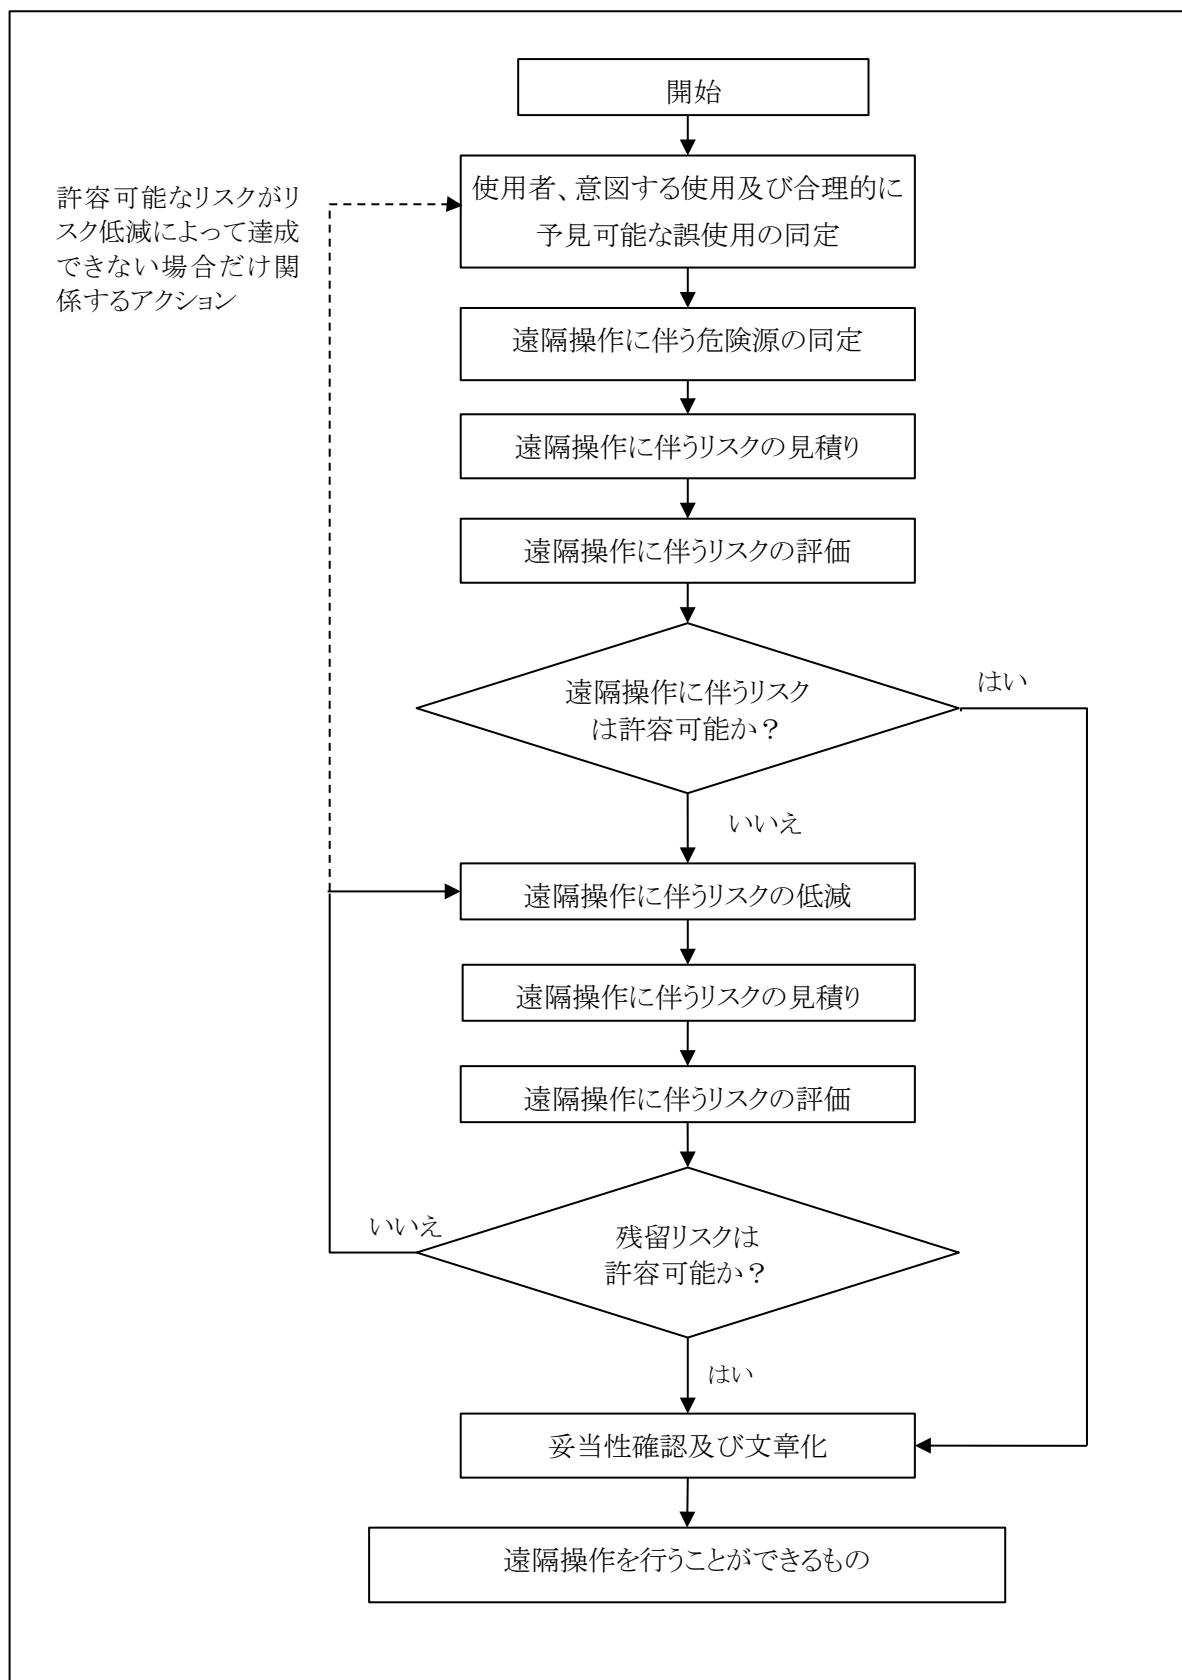 開始
使用者、意図する使用及び合理的に
予見可能な誤使用の同定
許容可能なリスクがリ
スク低減によって達成
できない場合だけ関
係するアクション
遠隔操作に伴う危険源の同定
遠隔操作に伴うリスクの見積り
遠隔操作に伴うリスクの評価
遠隔操作に伴うリスク
は許容可能か？
はい
いいえ
遠隔操作に伴うリスクの低減
遠隔操作に伴うリスクの見積り
遠隔操作に伴うリスクの評価
いいえ
残留リスクは
許容可能か？
はい
妥当性確認及び文章化
遠隔操作を行うことができるもの